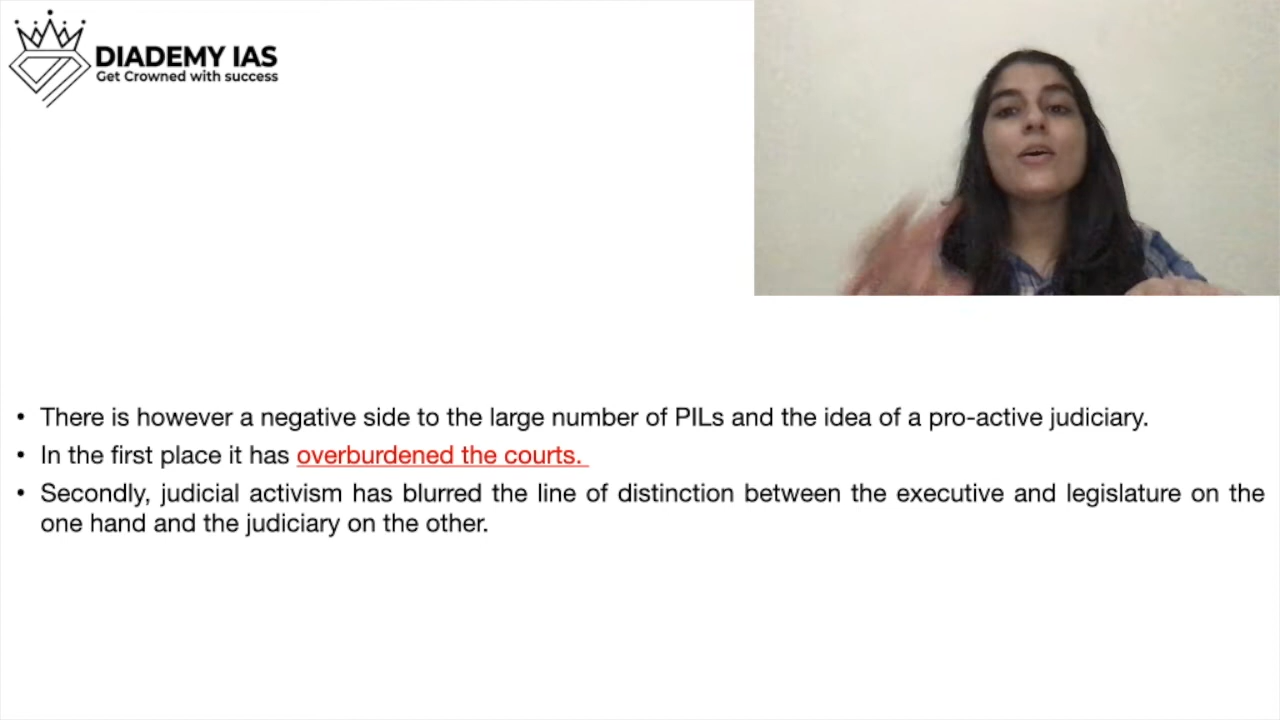 DIADEMY IAS
Get Crowned with success
• There is however a negative side to the large number of PILs and the idea of a pro-active judiciary.
• In the first place it has overburdened the courts.
• Secondly, judicial activism has blurred the line of distinction between the executive and legislature on the
one hand and the judiciary on the other.